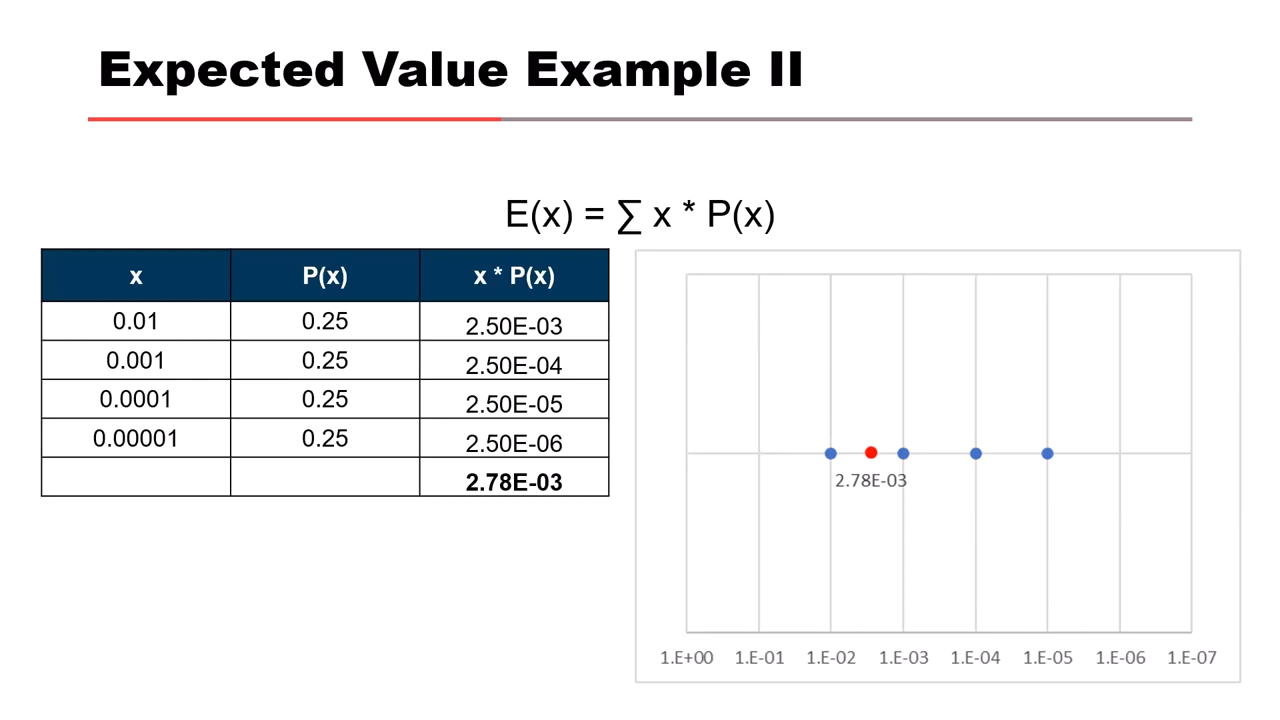 Expected Value Example II
E(x) = ∑ x * P(x)
x P(x) x * P(x)
0.01 0.25 2.50E-03
0.001 0.25 2.50E-04
0.0001 0.25 2.50E-05
0.00001 0.25 2.50E-06
2.78E-03
2.78E-03
1.E+00 1.E-01 1.E-02 1.E-03 1.E-04 1.E-05 1.E-06 1.E-07